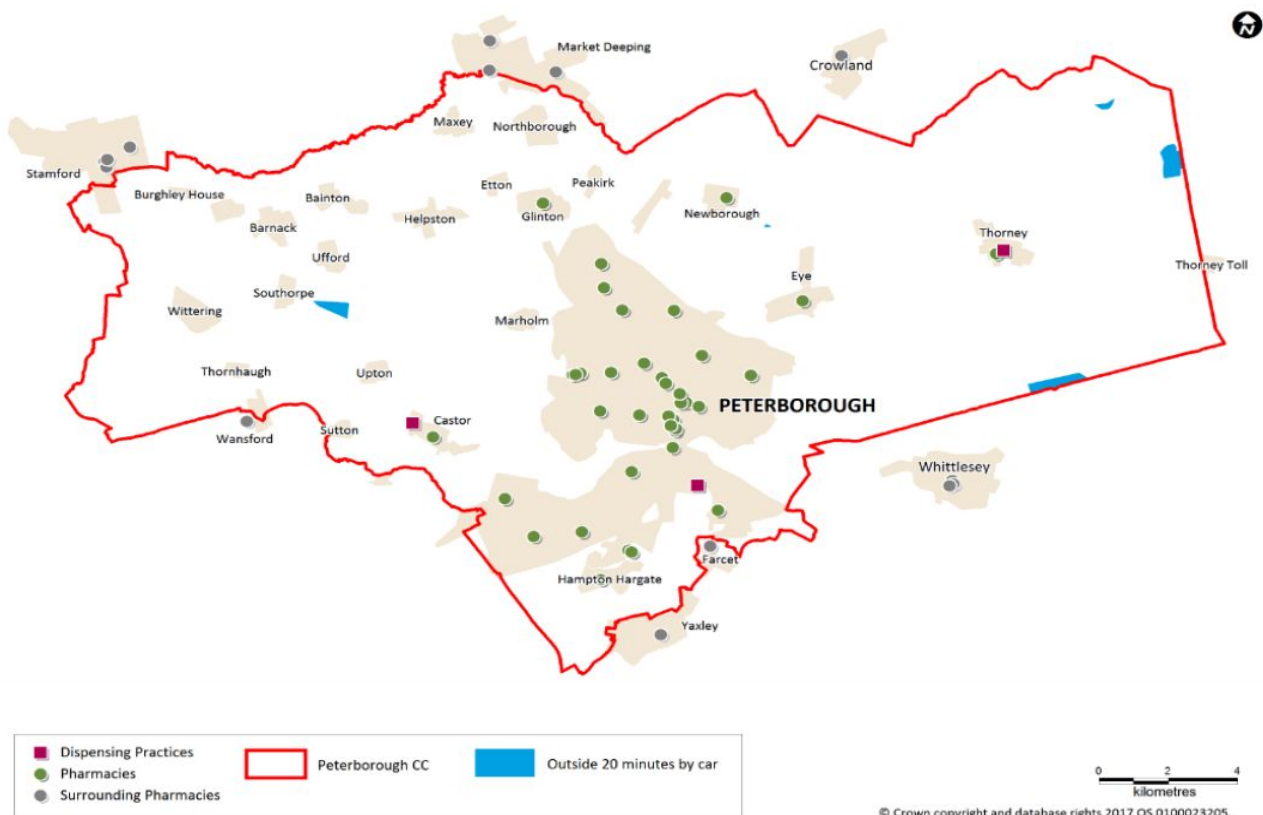 N
Market Deeping
Crowland
Maxey
Northborough
Stamford
Burghley House
Bainton
Etton
Peakirk
Barnack
Helpston
Glinton
Newborough
Ufford
Thorney
Thorney Toll
Southorpe
Eye
Wittering
Marholm
Thornhaugh
Upton
PETERBOROUGH
Wansford
Sutton
Castor
Whittlesey
Farcet
Hampton Hargate
Yaxley
Dispensing Practices
Pharmacies
Surrounding Pharmacies
Peterborough CC
Outside 20 minutes by car
0 2 4
kilometres
© Crown copyright and database rights 2017 OS 0100023205